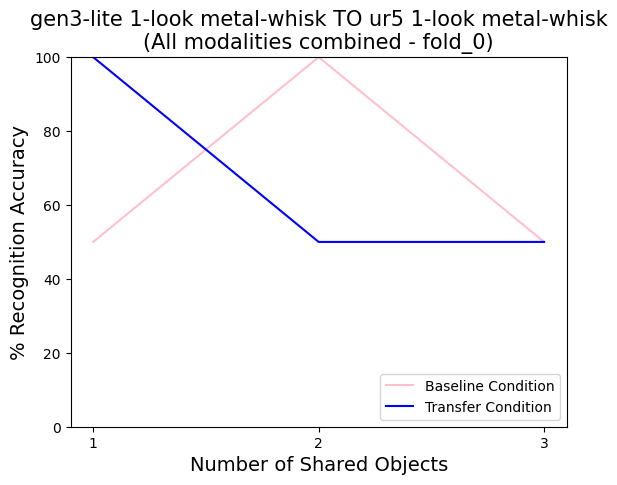 gen3-lite 1-look metal-whisk TO ur5 1-look metal-whisk
(All modalities combined - fold_0)
% Recognition Accuracy
100
80
60
40
20
0
1
2
3
Number of Shared Objects
Baseline Condition
Transfer Condition